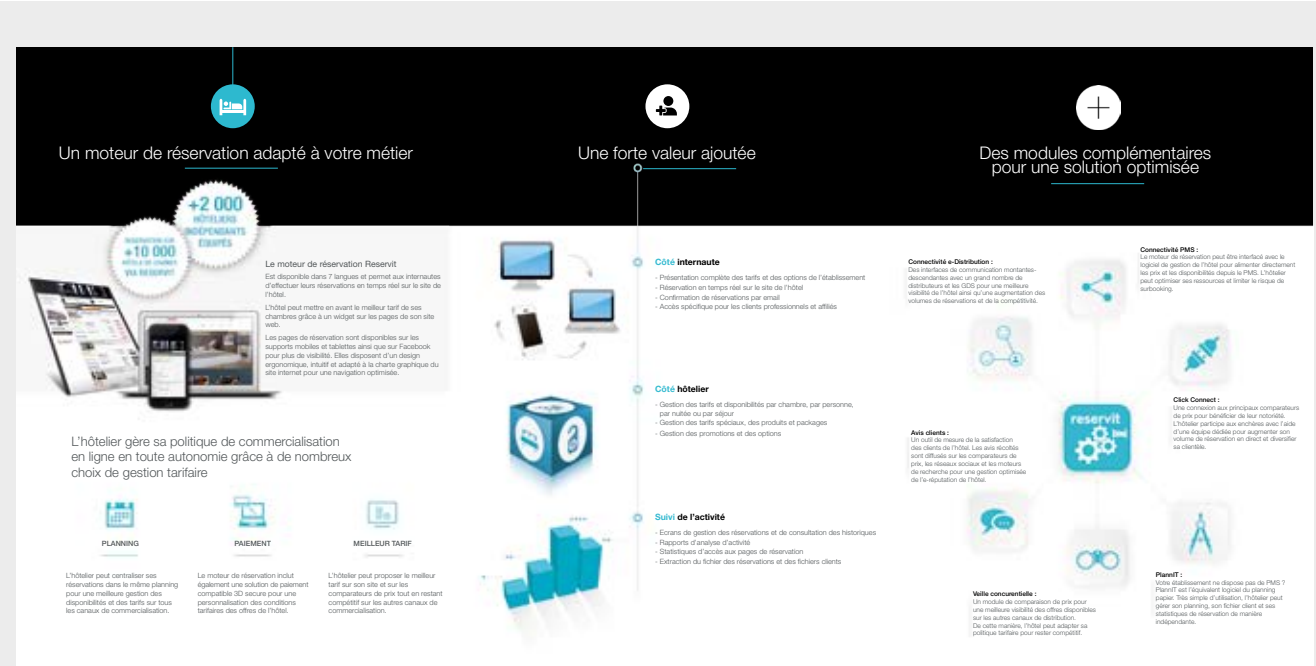 Un moteur de réservation adapté à votre métier
+2 000
HÔTELIERS
INDÉPENDANTS
ÉQUIPÉS
+10 000
VIA RESERVIT
Le moteur de réservation Reservit
Est disponible dans 7 langues et permet aux internautes
d'effectuer leurs réservations en temps réel sur le site de
l'hôtel.
L'hôtel peut mettre en avant le meilleur tarif de ses
chambres grâce à un widget sur les pages de son site
web.
Les pages de réservation sont disponibles sur les
supports mobiles et tablettes ainsi que sur Facebook
pour plus de visibilité. Elles disposent d'un design
ergonomique, intuitif et adapté à la charte graphique du
site internet pour une navigation optimisée.
L'hôtelier gère sa politique de commercialisation
en ligne en toute autonomie grâce à de nombreux
choix de gestion tarifaire
PLANNING
L'hôtelier peut centraliser ses
réservations dans le même planning
pour une meilleure gestion des
disponibilités et des tarifs sur tous
les canaux de commercialisation.
PAIEMENT
Le moteur de réservation inclut
également une solution de paiement
compatible 3D secure pour une
personnalisation des conditions
tarifaires des offres de l'hôtel.
MEILLEUR TARIF
L'hôtelier peut proposer le meilleur
tarif sur son site et sur les
comparateurs de prix tout en restant
compétitif sur les autres canaux de
commercialisation.
Une forte valeur ajoutée
Côté internaute
- Présentation complète des tarifs et des options de l'établissement
- Réservation en temps réel sur le site de l'hôtel
- Confirmation de réservations par email
- Accès spécifique pour les clients professionnels et affiliés
Côté hôtelier
- Gestion des tarifs et disponibilités par chambre, par personne,
par nuitée ou par séjour
- Gestion des tarifs spéciaux, des produits et packages
- Gestion des promotions et des options
Suivi de l'activité
- Ecrans de gestion des réservations et de consultation des historiques
- Rapports d'analyse d'activité
- Statistiques d'accès aux pages de réservation
- Extraction du fichier des réservations et des fichiers clients
Des modules complémentaires
pour une solution optimisée
Connectivité e-Distribution :
Des interfaces de communication montantes-
descendantes avec un grand nombre de
distributeurs et les GDS pour une meilleure
visibilité de l'hôtel ainsi qu'une augmentation des
volumes de réservations et de la compétitivité.
Connectivité PMS :
Le moteur de réservation peut être interfacé avec le
logiciel de gestion de l'hôtel pour alimenter directement
les prix et les disponibilités depuis le PMS. L'hôtelier
peut optimiser ses ressources et limiter le risque de
surbooking.
Click Connect :
Une connexion aux principaux comparateurs
de prix pour bénéficier de leur notoriété.
L'hôtelier participe aux enchères avec l'aide
d'une équipe dédiée pour augmenter son
volume de réservation en direct et diversifier
sa clientèle.
reservit
Avis clients :
Un outil de mesure de la satisfaction
des clients de l'hôtel. Les avis récoltés
sont diffusés sur les comparateurs de
prix, les réseaux sociaux et les moteurs
de recherche pour une gestion optimisée
de l'e-réputation de l'hôtel.
PlannIT :
Votre établissement ne dispose pas de PMS ?
PlannIT est l'équivalent logiciel du planning
papier. Très simple d'utilisation, l'hôtelier peut
gérer son planning, son fichier client et ses
statistiques de réservation de manière
indépendante.
Veille concurentielle :
Un module de comparaison de prix pour
une meilleure visibilité des offres disponibles
sur les autres canaux de distribution.
De cette manière, l'hôtel peut adapter sa
politique tarifaire pour rester compétitif.